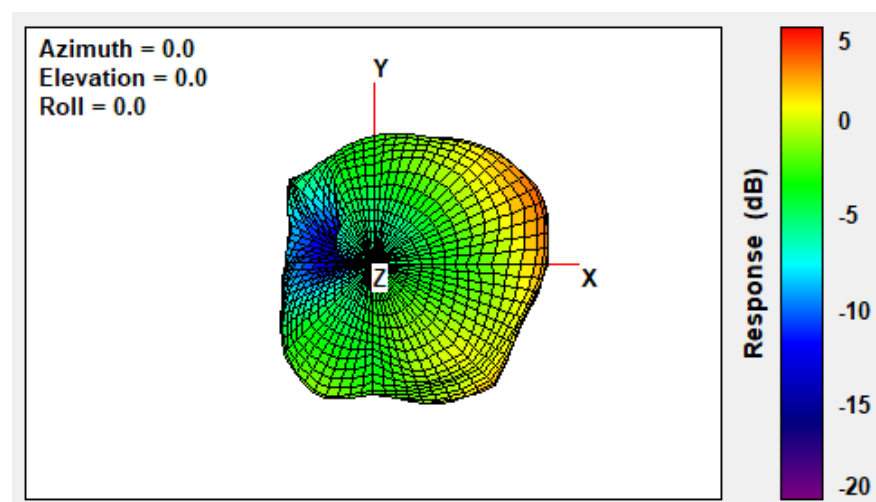 Azimuth = 0.0
Elevation = 0.0
Roll = 0.0
Y
Z
X
Response (dB)
5
0
-5
-10
-15
-20